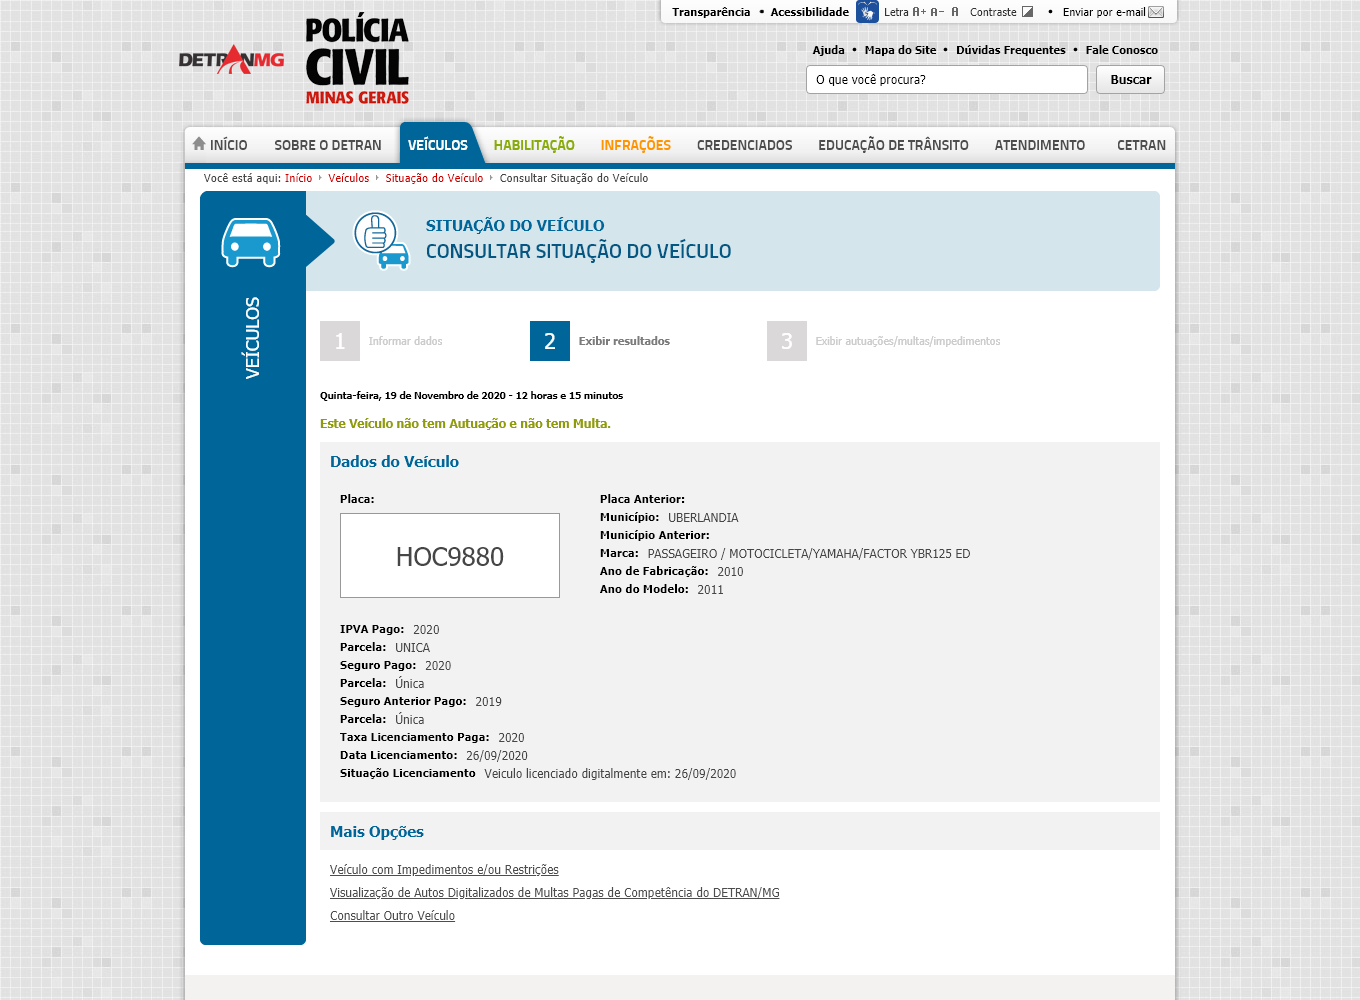 Transparência • Acessibilidade Letra A+ A- A Contraste • Enviar por e-mail
DETRANMG
POLÍCIA
CIVIL
MINAS GERAIS
Ajuda • Mapa do Site • Dúvidas Frequentes • Fale Conosco
O que você procura? Buscar
INÍCIO SOBRE O DETRAN VEÍCULOS HABILITAÇÃO INFRAÇÕES CREDENCIADOS EDUCAÇÃO DE TRÂNSITO ATENDIMENTO CETRAN
Você está aqui: Início Veículos Situação do Veículo Consultar Situação do Veículo
VEÍCULOS
SITUAÇÃO DO VEÍCULO
CONSULTAR SITUAÇÃO DO VEÍCULO
1 Informar dados 2 Exibir resultados 3 Exibir autuações/multas/impedimentos
Quinta-feira, 19 de Novembro de 2020 - 12 horas e 15 minutos
Este Veículo não tem Autuação e não tem Multa.
Dados do Veículo
Placa:
HOC9880
Placa Anterior:
Município: UBERLANDIA
Município Anterior:
Marca: PASSAGEIRO / MOTOCICLETA/YAMAHA/FACTOR YBR125 ED
Ano de Fabricação: 2010
Ano do Modelo: 2011
IPVA Pago: 2020
Parcela: UNICA
Seguro Pago: 2020
Parcela: Única
Seguro Anterior Pago: 2019
Parcela: Única
Taxa Licenciamento Paga: 2020
Data Licenciamento: 26/09/2020
Situação Licenciamento Veiculo licenciado digitalmente em: 26/09/2020
Mais Opções
Veículo com Impedimentos e/ou Restrições
Visualização de Autos Digitalizados de Multas Pagas de Competência do DETRAN/MG
Consultar Outro Veículo